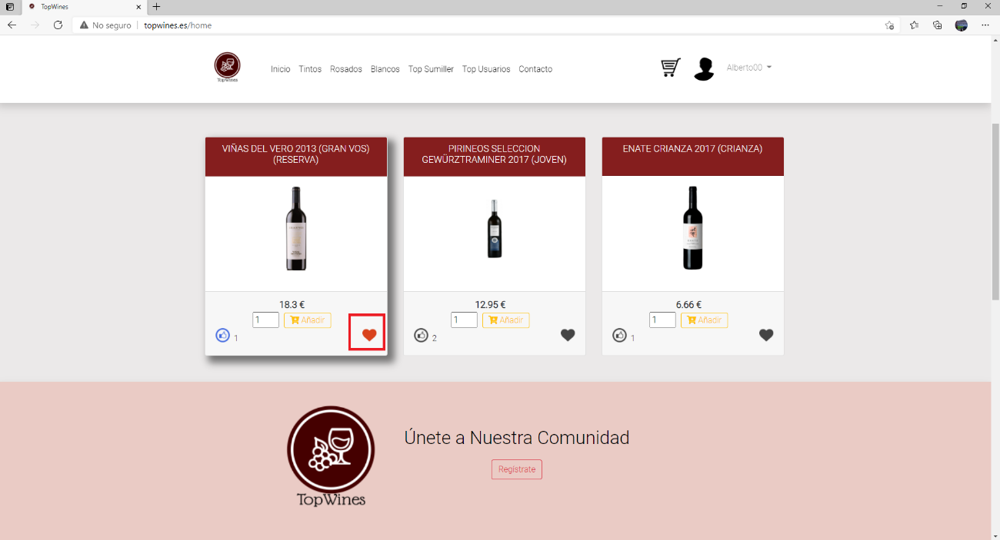 TopWines
No seguro | topwines.es/home
TopWines
Inicio Tintos Rosados Blancos Top Sumiller Top Usuarios Contacto
Alberto00
VIÑAS DEL VERO 2013 (GRAN VOS)
(RESERVA)
18.3 €
1 Añadir
1
PIRINEOS SELECCION
GEWÜRZTRAMINER 2017 (JOVEN)
12.95 €
1 Añadir
2
ENATE CRIANZA 2017 (CRIANZA)
6.66 €
1 Añadir
1
TopWines
Únete a Nuestra Comunidad
Regístrate